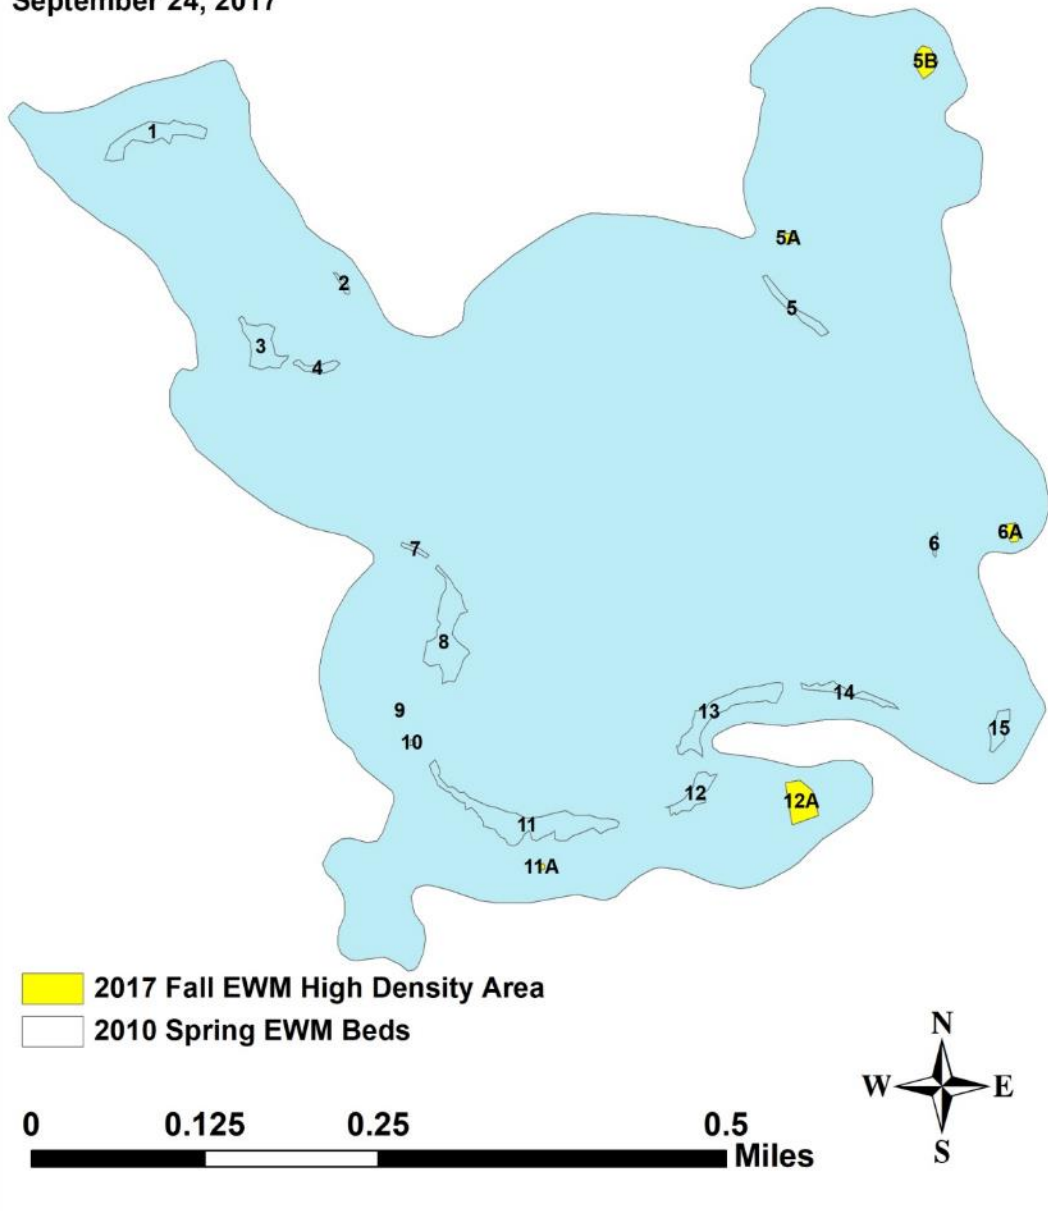 September 24, 2017
5B
1
5A
2
5
3
4
6A
7
6
8
14
9
13
15
10
12
12A
11
11A
2017 Fall EWM High Density Area
2010 Spring EWM Beds
N
W E
S
0 0.125 0.25 0.5
Miles